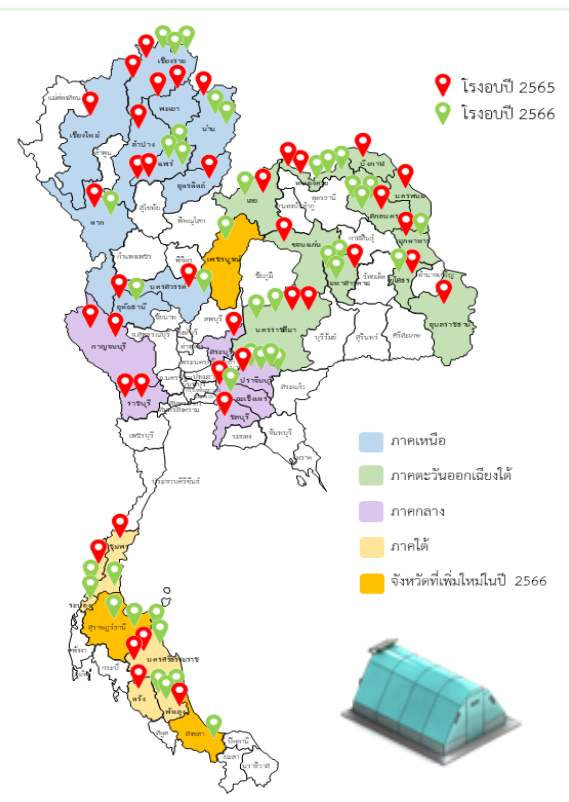 เชียงราย
แม่ฮ่องสอน
พะเยา
เชียงใหม่
น่าน
ลำปาง
ลำพูน
แพร่
อุตรดิตถ์
โรงอบปี 2565
โรงอบปี 2566
บึงกาฬ
เลย
อุดรธานี
นครพนม
สกลนคร
ตาก
สุโขทัย
พิษณุโลก
ขอนแก่น
กาฬสินธุ์
มุกดาหาร
กำแพงเพชร
พิจิตร
เพชรบูรณ์
ชัยภูมิ
มหาสารคาม
ร้อยเอ็ด
ยโสธร
อำนาจเจริญ
นครสวรรค์
อุทัยธานี
ชัยนาท
ลพบุรี
นครราชสีมา
บุรีรัมย์
สุรินทร์
ศรีสะเกษ
อุบลราชธานี
กาญจนบุรี
สระบุรี
ปราจีนบุรี
สระแก้ว
ราชบุรี
ฉะเชิงเทรา
ชลบุรี
เพชรบุรี
ระยอง
จันทบุรี
ตราด
ประจวบคีรีขันธ์
ภาคเหนือ
ภาคตะวันออกเฉียงใต้
ภาคกลาง
ภาคใต้
จังหวัดที่เพิ่มใหม่ในปี 2566
ชุมพร
ระนอง
สุราษฎร์ธานี
พังงา
กระบี่
นครศรีธรรมราช
ตรัง
พัทลุง
สตูล
สงขลา
ปัตตานี
ยะลา
นราธิวาส